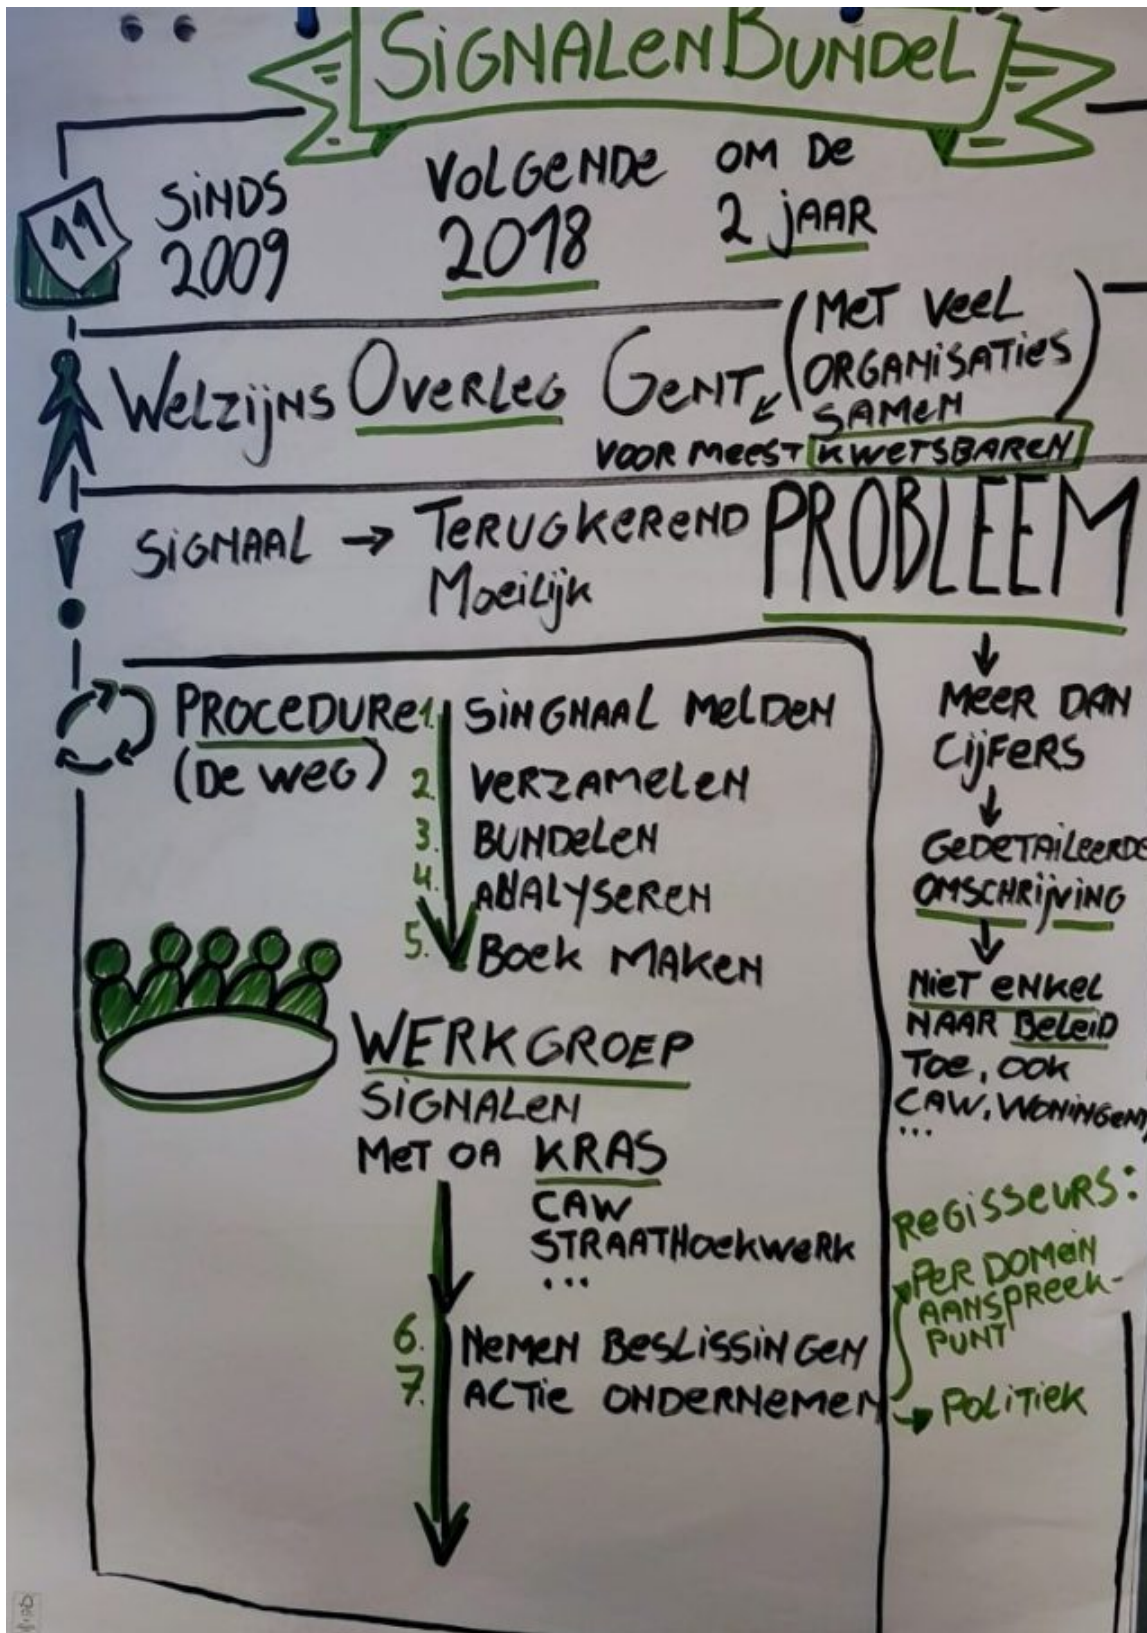 SIGNALENBUNDEL
11
SINDS
2009
VOLGENDE
2018
OM DE
2 JAAR
WELZIJNS OVERLEG GENT
(MET VEEL
ORGANISATIES
SAMEN)
VOOR MEEST KWETSBAREN
SIGNAAL → TERUGKEREND
MOEILIJK
PROBLEEM
↓
MEER DAN
CIJFERS
↓
GEDETAILEERDE
OMSCHRIJVING
↓
NIET ENKEL
NAAR BELEID
TOE, OOK
CAW, WONINGENT,
...
PROCEDURE
(DE WEG)
1. SINGNAAL MELDEN
2. VERZAMELEN
3. BUNDELEN
4. ANALYSEREN
5. BOEK MAKEN
WERKGROEP
SIGNALEN
MET OA KRAS
CAW
STRAATHOEKWERK
...
6. NEMEN BESLISSINGEN
7. ACTIE ONDERNEMEN
REGISSEURS:
PER DOMEIN
AANSPREEK-
PUNT
→ POLITIEK